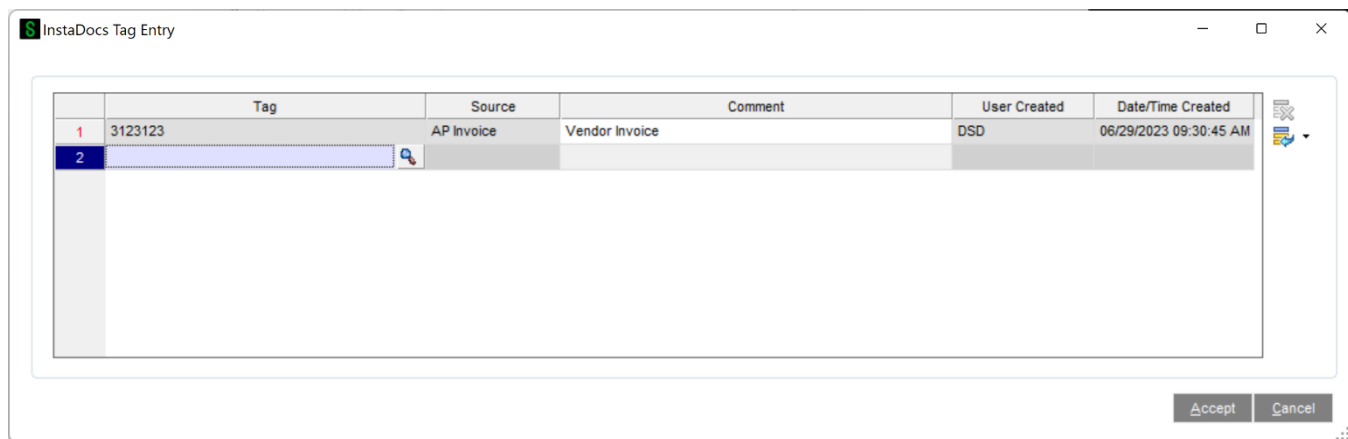 InstaDocs Tag Entry
Tag Source Comment User Created Date/Time Created
1 3123123 AP Invoice Vendor Invoice DSD 06/29/2023 09:30:45 AM
2
Accept Cancel